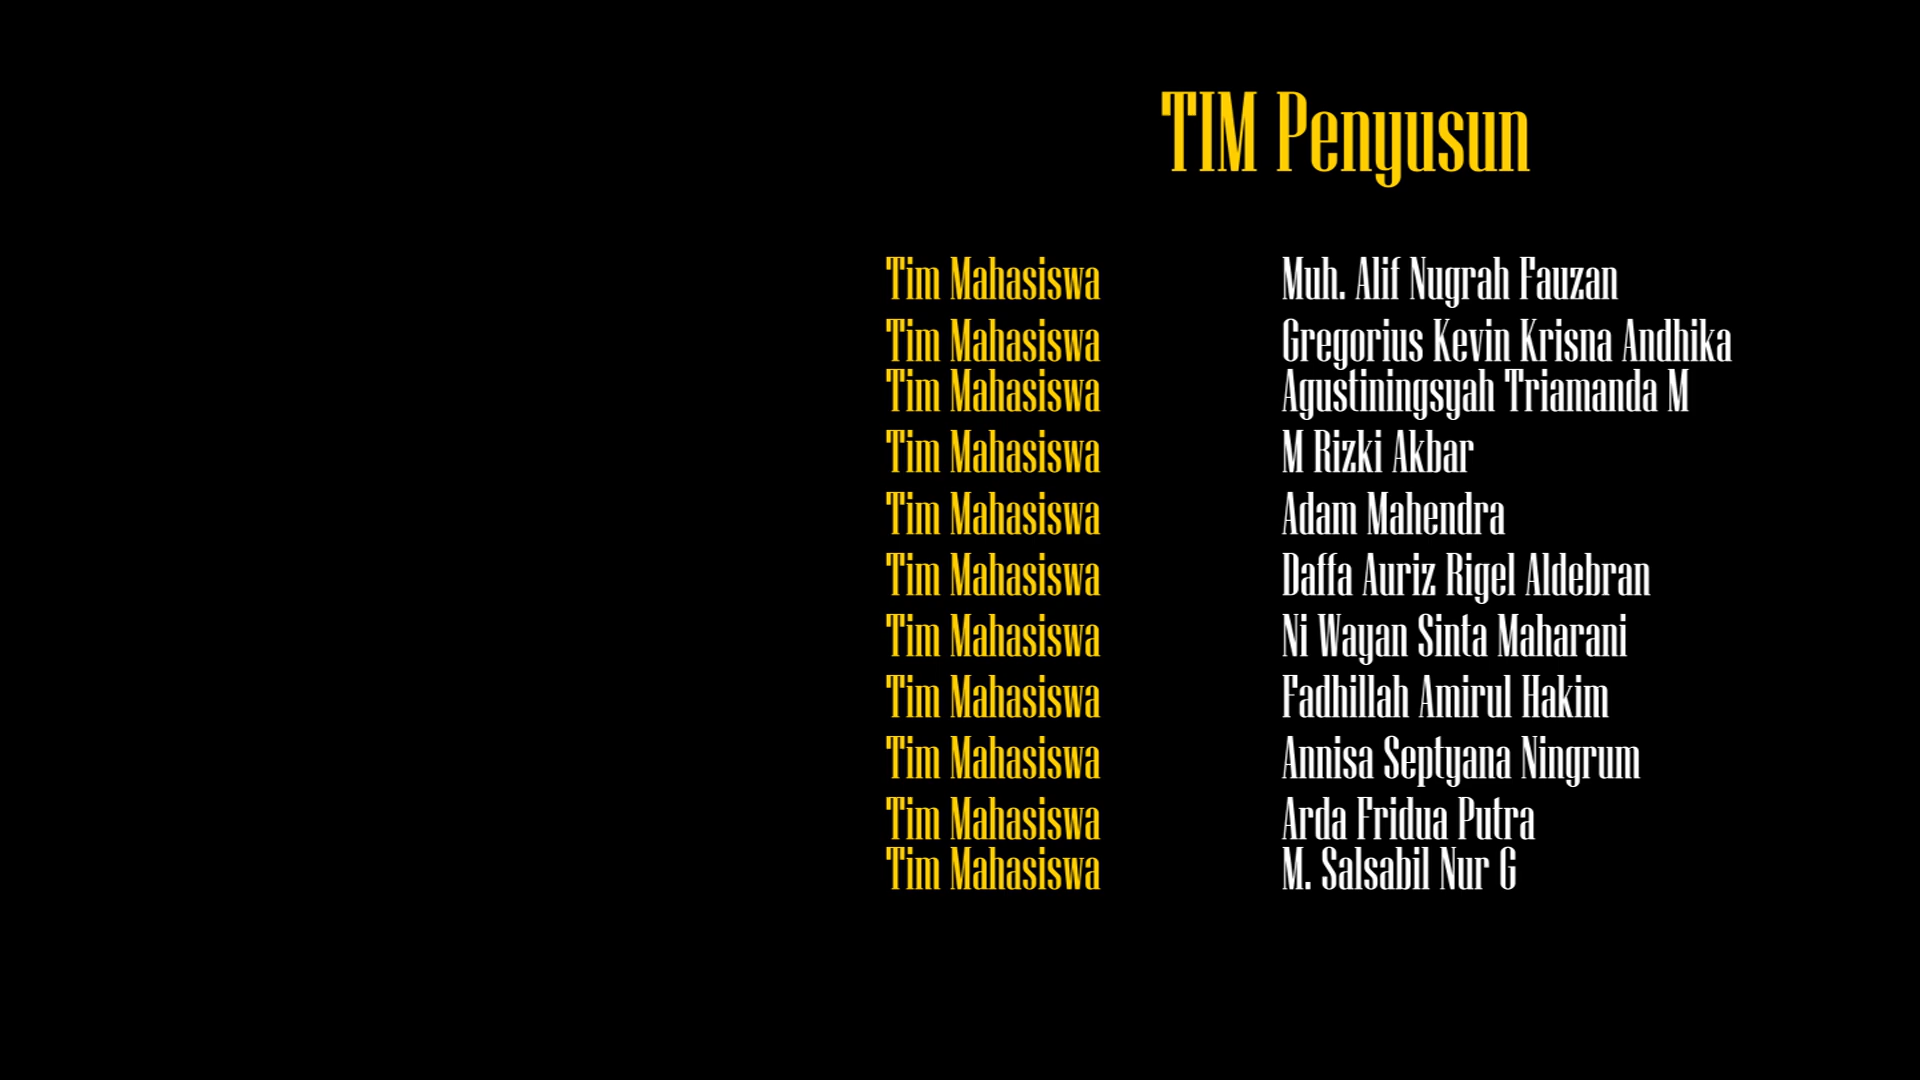 TIM Penyusun
Tim Mahasiswa Muh. Alif Nugrah Fauzan
Tim Mahasiswa Gregorius Kevin Krisna Andhika
Tim Mahasiswa Agustiningsyah Triamanda M
Tim Mahasiswa M Rizki Akbar
Tim Mahasiswa Adam Mahendra
Tim Mahasiswa Daffa Auriz Rigel Aldebran
Tim Mahasiswa Ni Wayan Sinta Maharani
Tim Mahasiswa Fadhillah Amirul Hakim
Tim Mahasiswa Annisa Septyana Ningrum
Tim Mahasiswa Arda Fridua Putra
Tim Mahasiswa M. Salsabil Nur G